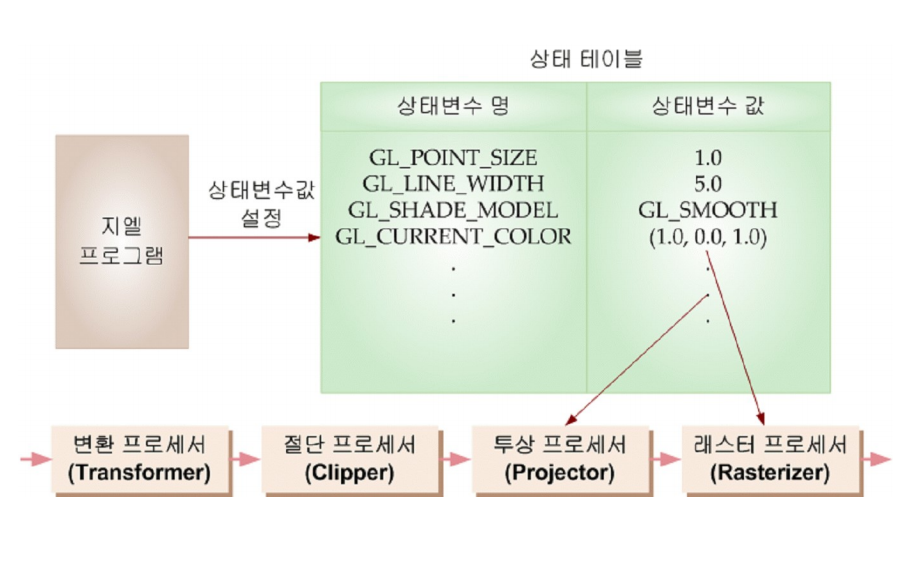 상태 테이블
상태변수 명
상태변수 값
GL_POINT_SIZE
1.0
GL_LINE_WIDTH
5.0
GL_SHADE_MODEL
GL_SMOOTH
GL_CURRENT_COLOR
(1.0, 0.0, 1.0)
지엘
프로그램
상태변수값
설정
변환 프로세서
(Transformer)
절단 프로세서
(Clipper)
투상 프로세서
(Projector)
래스터 프로세서
(Rasterizer)